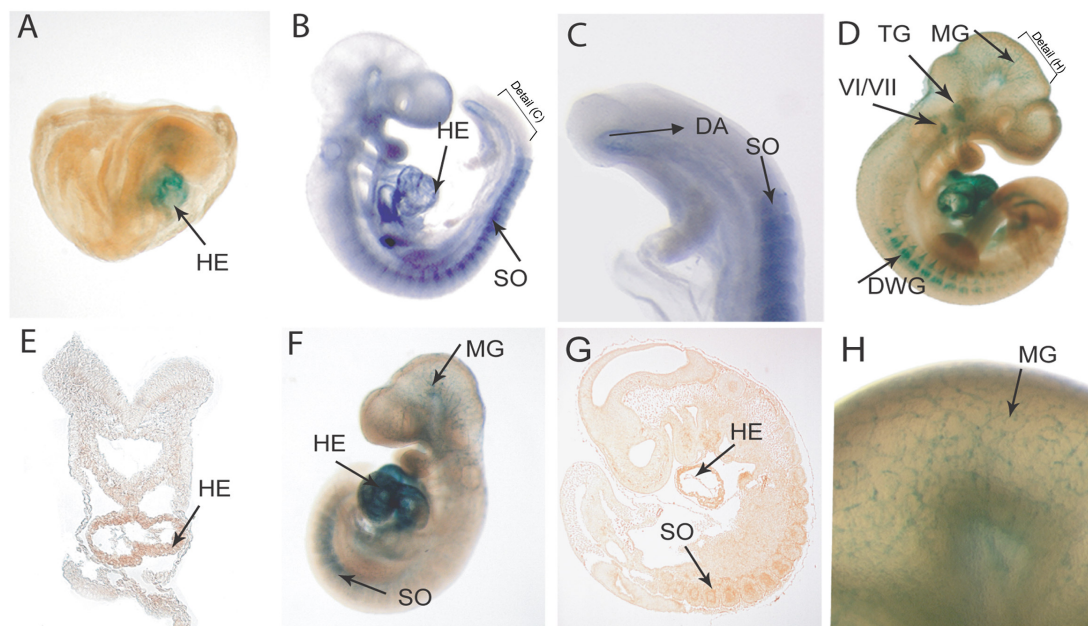 A
HE
B
Detail (C)
HE
SO
C
DA
SO
D
TG
MG
Detail (H)
VI/VII
DWG
E
HE
F
MG
HE
SO
G
HE
SO
H
MG